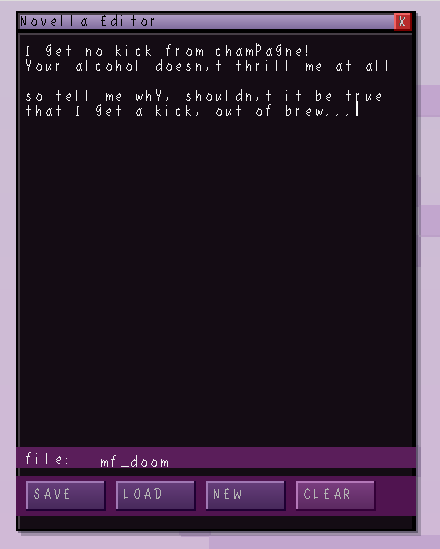 Novella Editor
X
I get no kick from champagne!
Your alcohol doesn,t thrill me at all
so tell me why, shouldn,t it be true
that I get a kick, out of brew...
file: mf_doom
SAVE LOAD NEW CLEAR